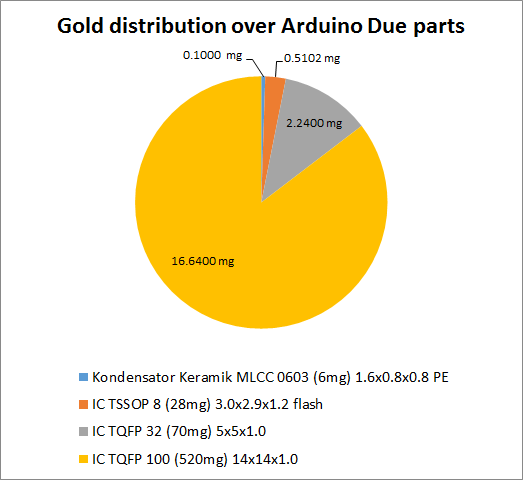 Gold distribution over Arduino Due parts
0.1000 mg
0.5102 mg
2.2400 mg
16.6400 mg
Kondensator Keramik MLCC 0603 (6mg) 1.6x0.8x0.8 PE
IC TSSOP 8 (28mg) 3.0x2.9x1.2 flash
IC TQFP 32 (70mg) 5x5x1.0
IC TQFP 100 (520mg) 14x14x1.0